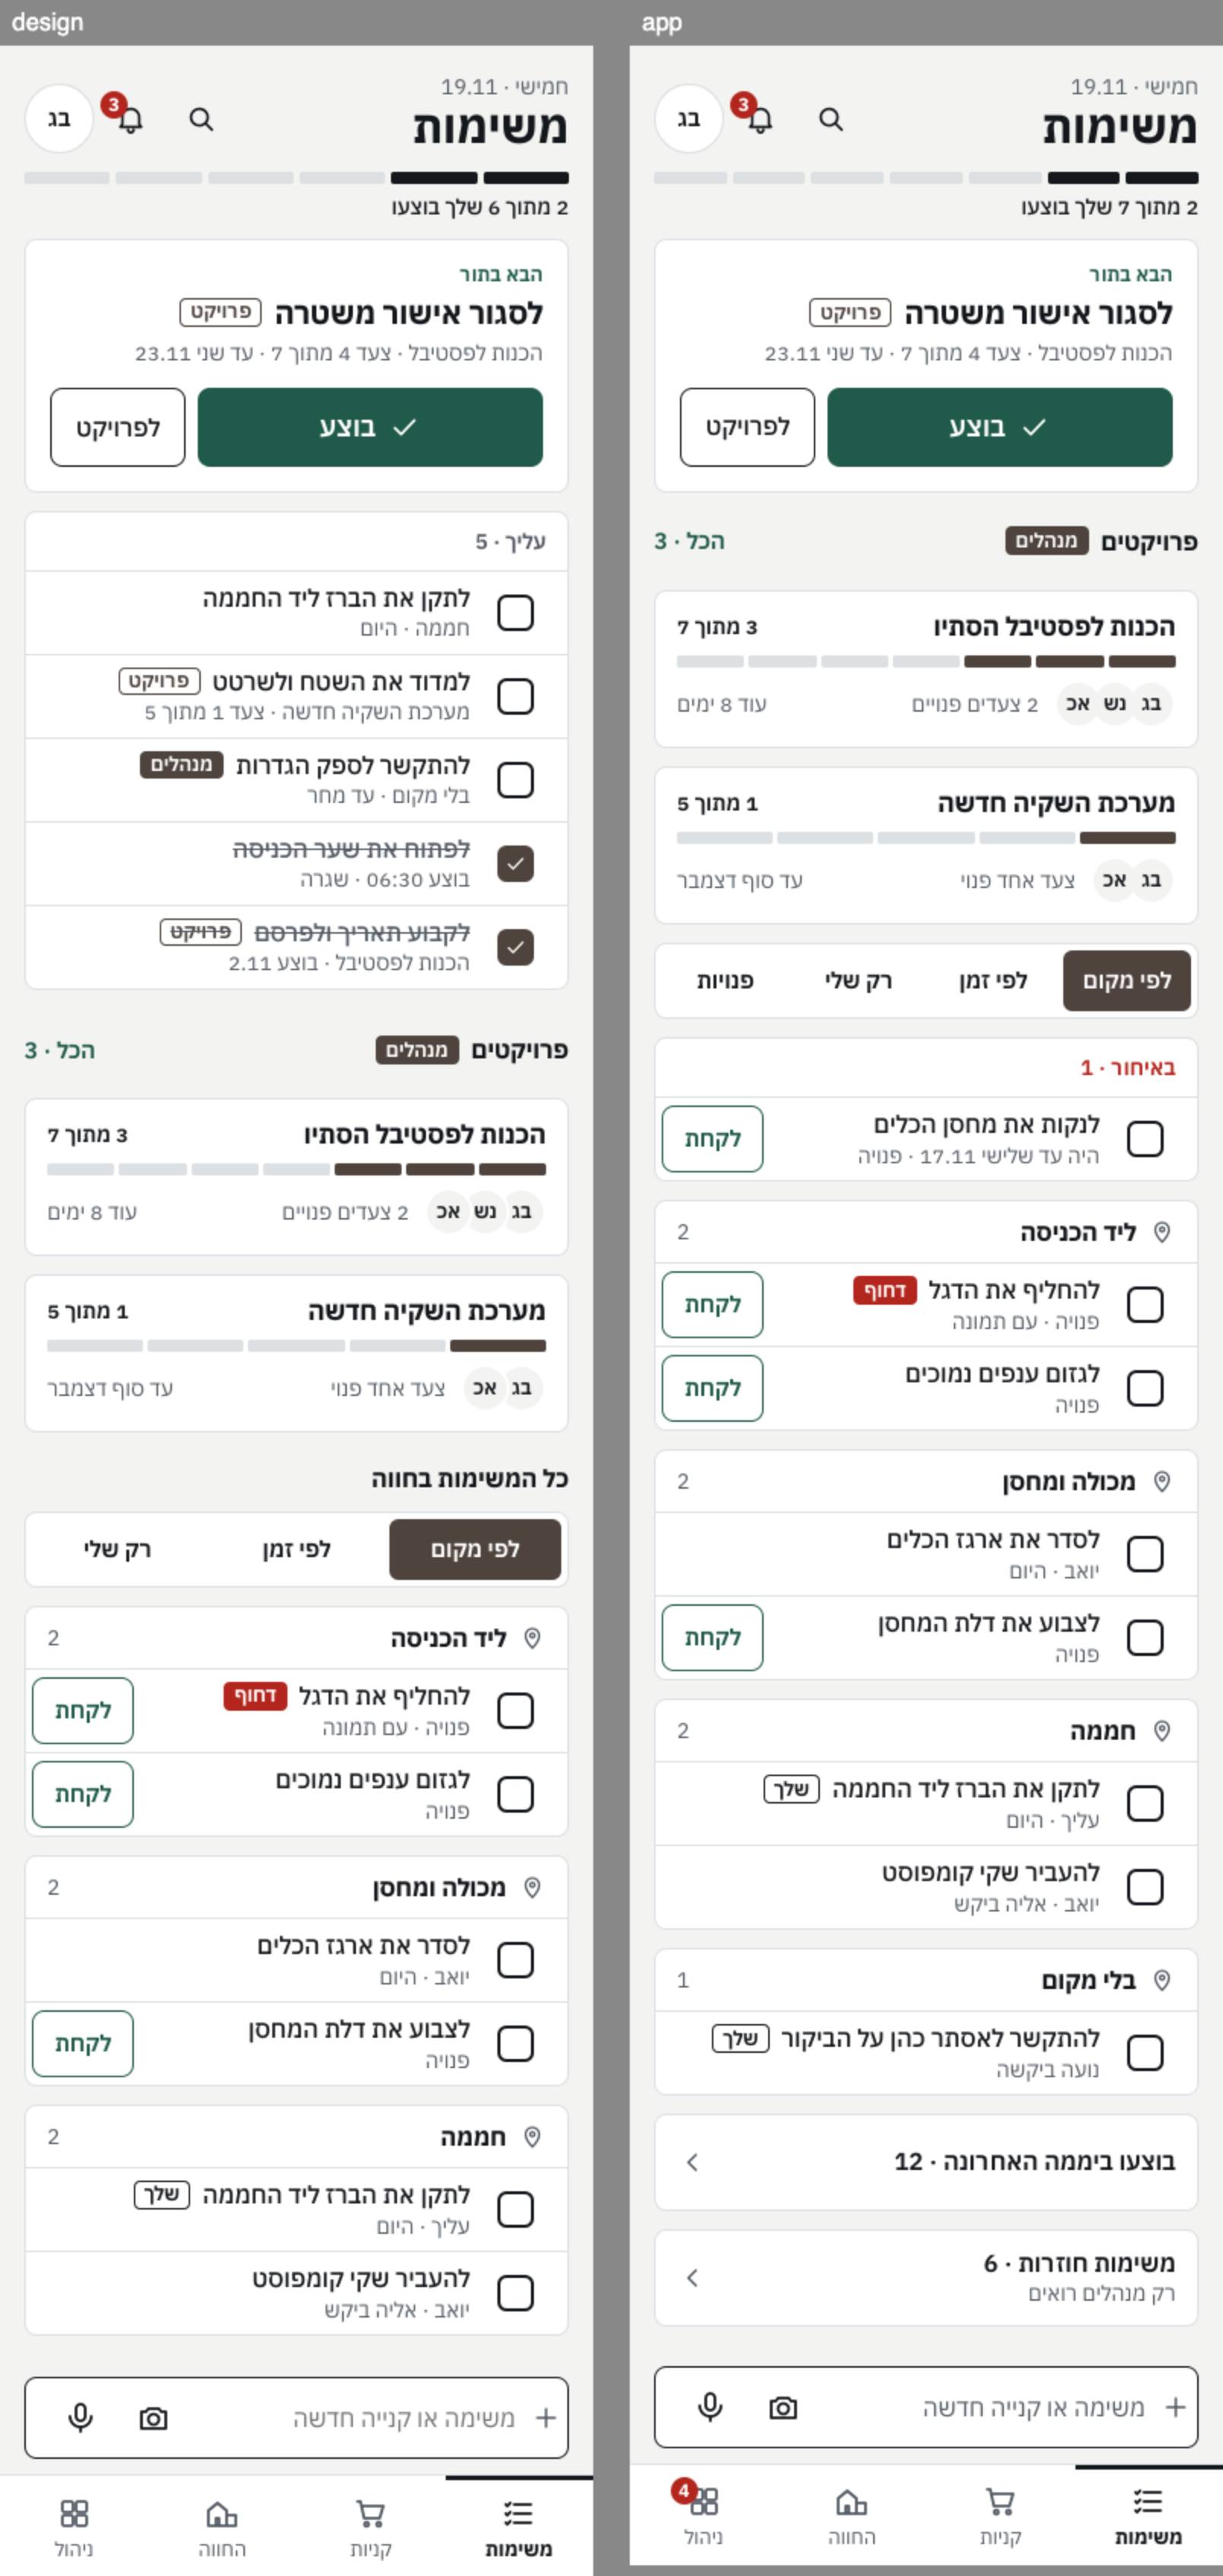 design
חמישי · 19.11
משימות
3
בג
2 מתוך 6 שלך בוצעו
הבא בתור
לסגור אישור משטרה פרויקט
הכנות לפסטיבל · צעד 4 מתוך 7 · עד שני 23.11
בוצע
לפרויקט
עליך · 5
לתקן את הברז ליד החממה
חממה · היום
למדוד את השטח ולשרטט פרויקט
מערכת השקיה חדשה · צעד 1 מתוך 5
להתקשר לספק הגדרות מנהלים
בלי מקום · עד מחר
לפתוח את שער הכניסה
בוצע 06:30 · שגרה
לקבוע תאריך ולפרסם פרויקט
הכנות לפסטיבל · בוצע 2.11
פרויקטים מנהלים
הכל · 3
הכנות לפסטיבל הסתיו
3 מתוך 7
בג נש אכ
2 צעדים פנויים
עוד 8 ימים
מערכת השקיה חדשה
1 מתוך 5
בג אכ
צעד אחד פנוי
עד סוף דצמבר
כל המשימות בחווה
לפי מקום
לפי זמן
רק שלי
ליד הכניסה
2
להחליף את הדגל דחוף
פנויה · עם תמונה
לקחת
לגזום ענפים נמוכים
פנויה
לקחת
מכולה ומחסן
2
לסדר את ארגז הכלים
יואב · היום
לצבוע את דלת המחסן
פנויה
לקחת
חממה
2
לתקן את הברז ליד החממה שלך
עליך · היום
להעביר שקי קומפוסט
יואב · אליה ביקש
משימה או קנייה חדשה
משימות
קניות
החווה
ניהול
app
חמישי · 19.11
משימות
3
בג
2 מתוך 7 שלך בוצעו
הבא בתור
לסגור אישור משטרה פרויקט
הכנות לפסטיבל · צעד 4 מתוך 7 · עד שני 23.11
בוצע
לפרויקט
פרויקטים מנהלים
הכל · 3
הכנות לפסטיבל הסתיו
3 מתוך 7
בג נש אכ
2 צעדים פנויים
עוד 8 ימים
מערכת השקיה חדשה
1 מתוך 5
בג אכ
צעד אחד פנוי
עד סוף דצמבר
לפי מקום
לפי זמן
רק שלי
פנויות
באיחור · 1
לנקות את מחסן הכלים
היה עד שלישי 17.11 · פנויה
לקחת
ליד הכניסה
2
להחליף את הדגל דחוף
פנויה · עם תמונה
לקחת
לגזום ענפים נמוכים
פנויה
לקחת
מכולה ומחסן
2
לסדר את ארגז הכלים
יואב · היום
לצבוע את דלת המחסן
פנויה
לקחת
חממה
2
לתקן את הברז ליד החממה שלך
עליך · היום
להעביר שקי קומפוסט
יואב · אליה ביקש
בלי מקום
1
להתקשר לאסתר כהן על הביקור שלך
נועה ביקשה
בוצעו ביממה האחרונה · 12
משימות חוזרות · 6
רק מנהלים רואים
משימה או קנייה חדשה
משימות
קניות
החווה
4
ניהול